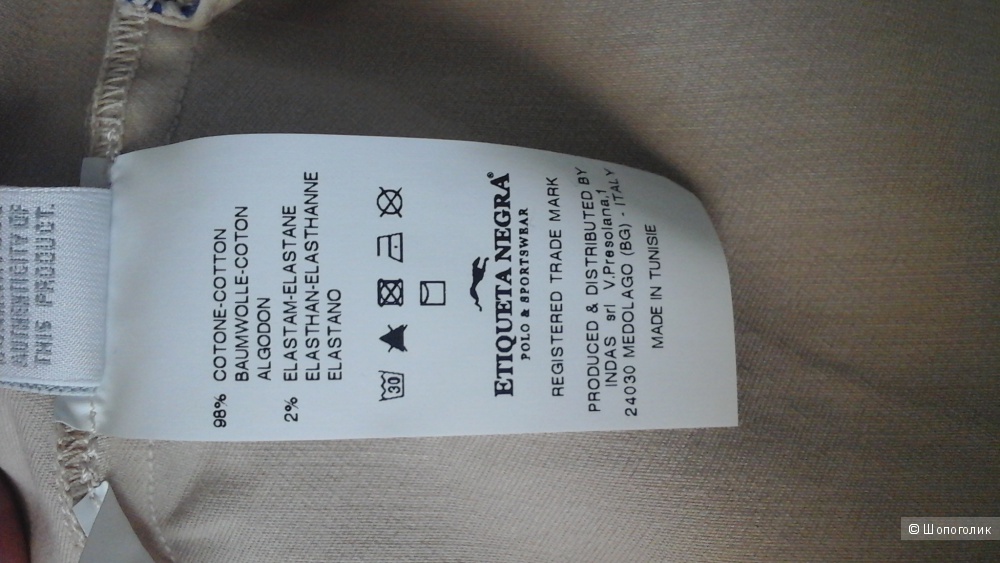 AUTHENTICITY OF
THIS PRODUCT.
98% COTONE-COTTON
BAUMWOLLE-COTON
ALGODON
2% ELASTAM-ELASTANE
ELASTHAN-ELASTHANNE
ELASTANO
30
ETIQUETA NEGRA®
POLO & SPORTSWEAR
REGISTERED TRADE MARK
PRODUCED & DISTRIBUTED BY
INDAS srl V.Presolana,1
24030 MEDOLAGO (BG) - ITALY
MADE IN TUNISIE
© Шопоголик